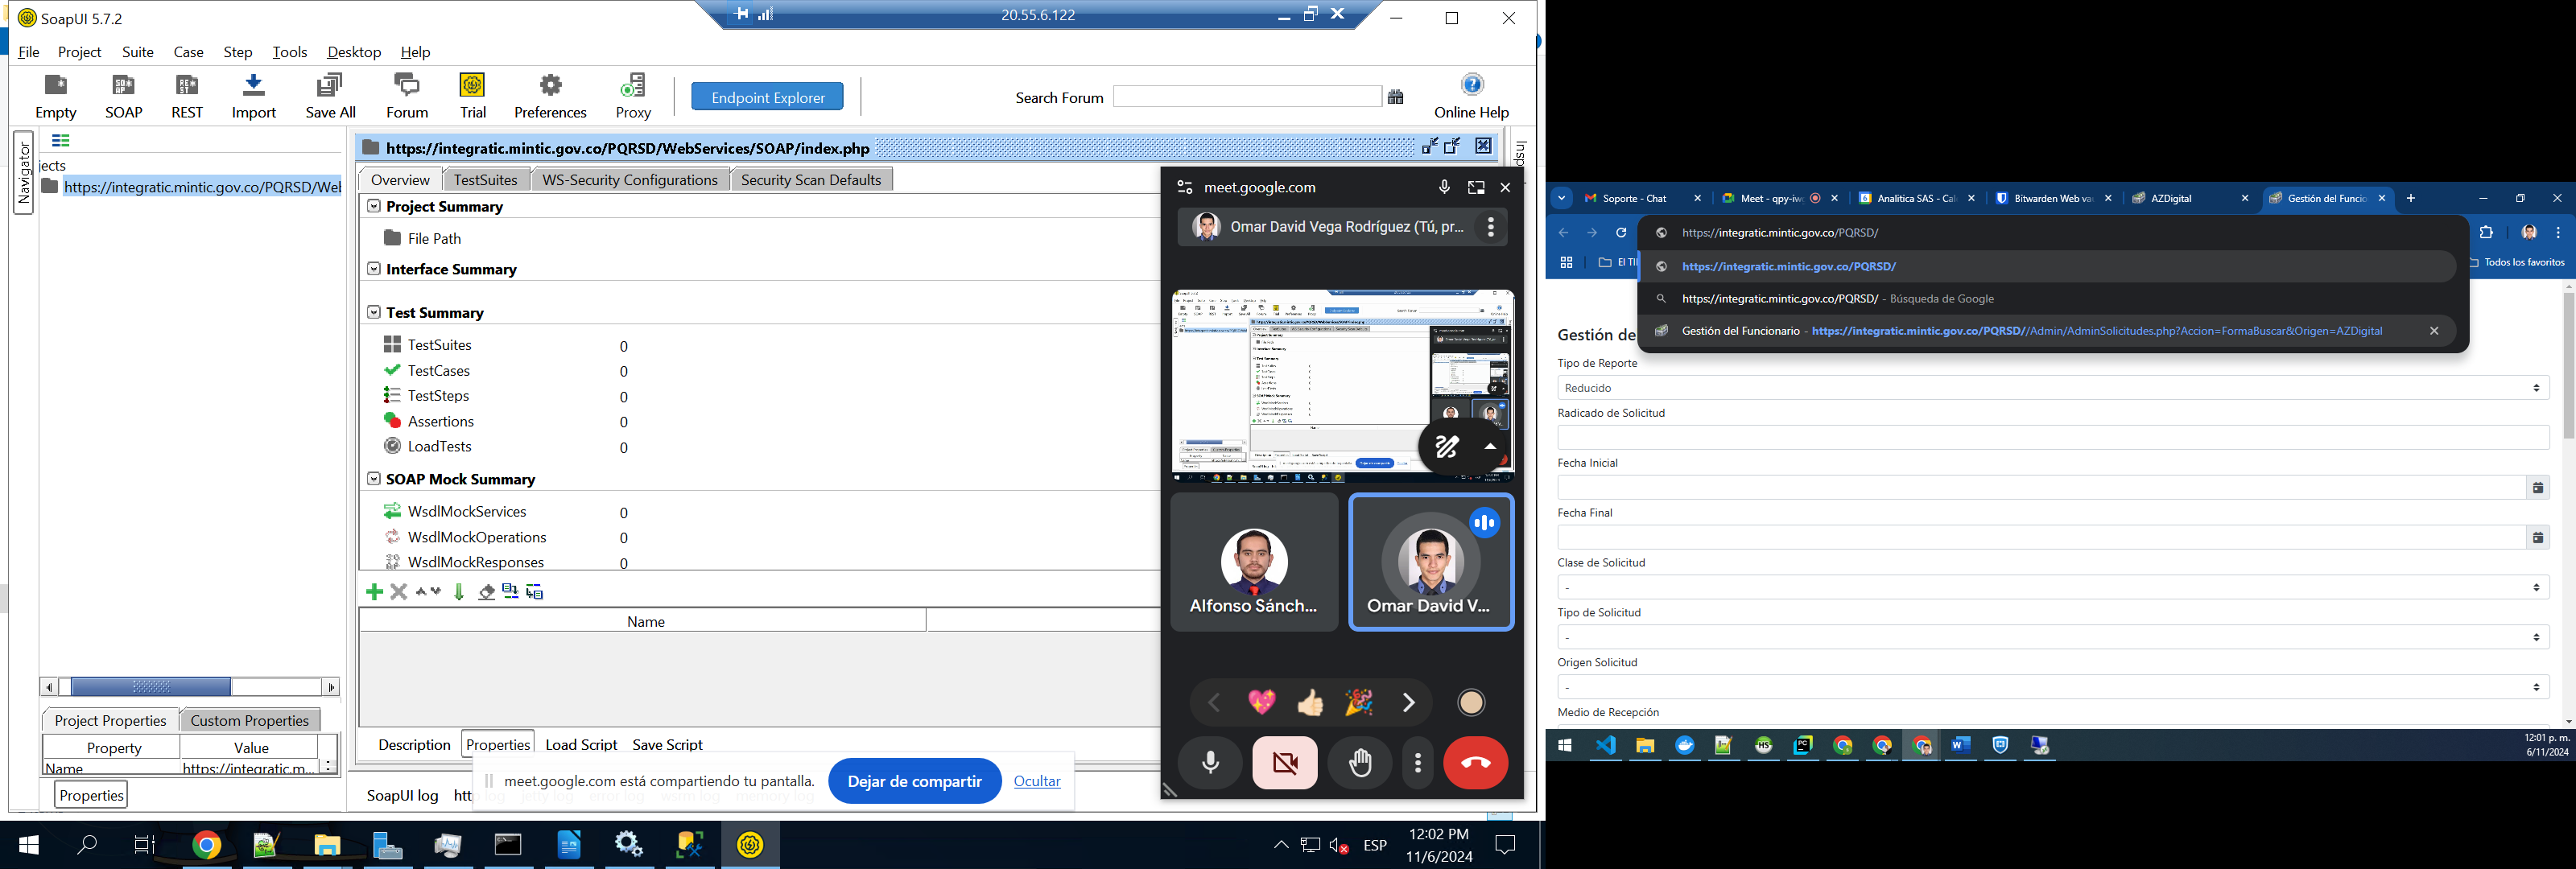 SoapUI 5.7.2
20.55.6.122
File Project Suite Case Step Tools Desktop Help
Empty SOAP REST Import Save All Forum Trial Preferences Proxy
Endpoint Explorer
Search Forum
Online Help
Navigator
jects
https://integratic.mintic.gov.co/PQRSD/Wel
https://integratic.mintic.gov.co/PQRSD/WebServices/SOAP/index.php
Insp
Overview TestSuites WS-Security Configurations Security Scan Defaults
Project Summary
File Path
Interface Summary
Test Summary
TestSuites 0
TestCases 0
TestSteps 0
Assertions 0
LoadTests 0
SOAP Mock Summary
WsdlMockServices 0
WsdlMockOperations 0
WsdlMockResponses 0
Name
Description Properties Load Script Save Script
Project Properties Custom Properties
Property Value
Name https://integratic.m...
Properties
SoapUI log
meet.google.com está compartiendo tu pantalla. Dejar de compartir Ocultar
meet.google.com
Omar David Vega Rodríguez (Tú, pr...
Alfonso Sánch...
Omar David V...
ESP
12:02 PM
11/6/2024
Soporte - Chat
Meet - qpy-iw
Analitica SAS - Cal
Bitwarden Web va
AZDigital
Gestión del Funcio
https://integratic.mintic.gov.co/PQRSD/
El TI
Todos los favoritos
https://integratic.mintic.gov.co/PQRSD/
https://integratic.mintic.gov.co/PQRSD/ - Búsqueda de Google
Gestión del Funcionario - https://integratic.mintic.gov.co/PQRSD//Admin/AdminSolicitudes.php?Accion=FormaBuscar&Origen=AZDigital
Gestión de
Tipo de Reporte
Reducido
Radicado de Solicitud
Fecha Inicial
Fecha Final
Clase de Solicitud
-
Tipo de Solicitud
-
Origen Solicitud
-
Medio de Recepción
12:01 p. m.
6/11/2024